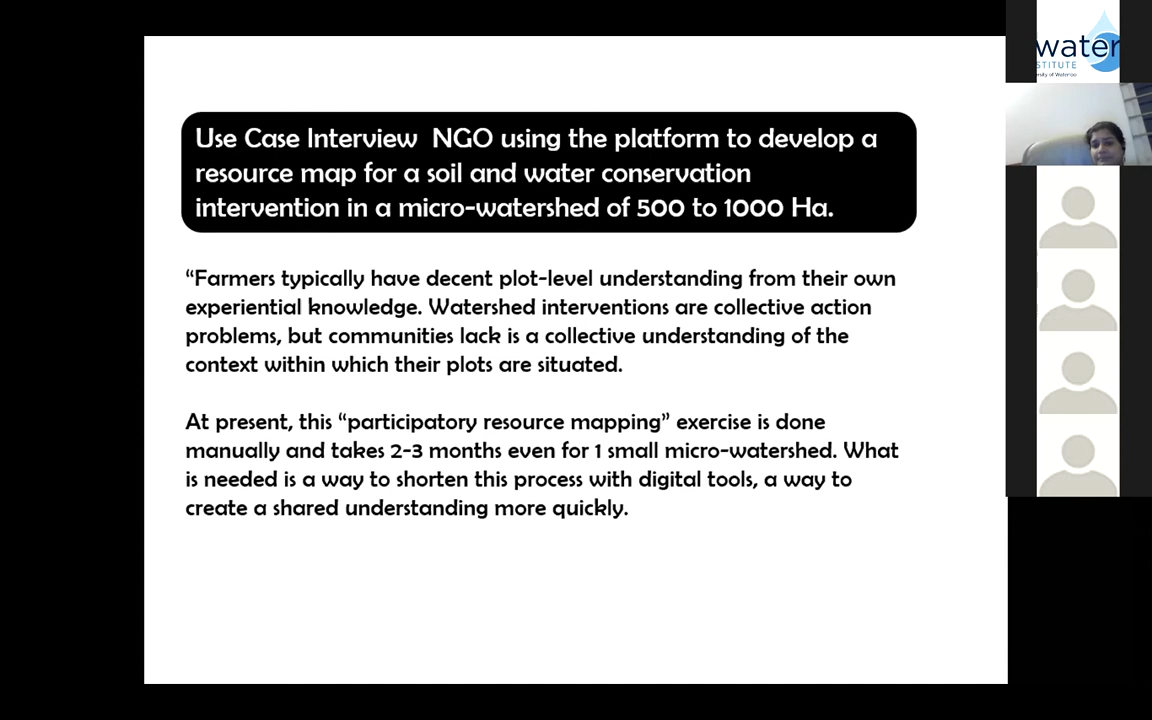 Use Case Interview NGO using the platform to develop a
resource map for a soil and water conservation
intervention in a micro-watershed of 500 to 1000 Ha.
“Farmers typically have decent plot-level understanding from their own
experiential knowledge. Watershed interventions are collective action
problems, but communities lack is a collective understanding of the
context within which their plots are situated.
At present, this “participatory resource mapping” exercise is done
manually and takes 2-3 months even for 1 small micro-watershed. What
is needed is a way to shorten this process with digital tools, a way to
create a shared understanding more quickly.
water
STITUTE
rsity of Waterloo